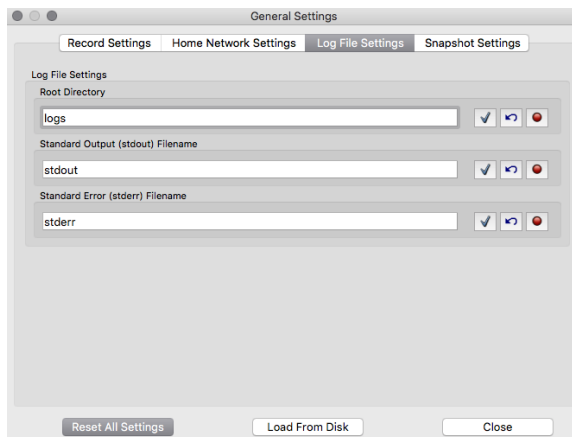 General Settings
Record Settings Home Network Settings Log File Settings Snapshot Settings
Log File Settings
Root Directory
logs
Standard Output (stdout) Filename
stdout
Standard Error (stderr) Filename
stderr
Reset All Settings Load From Disk Close